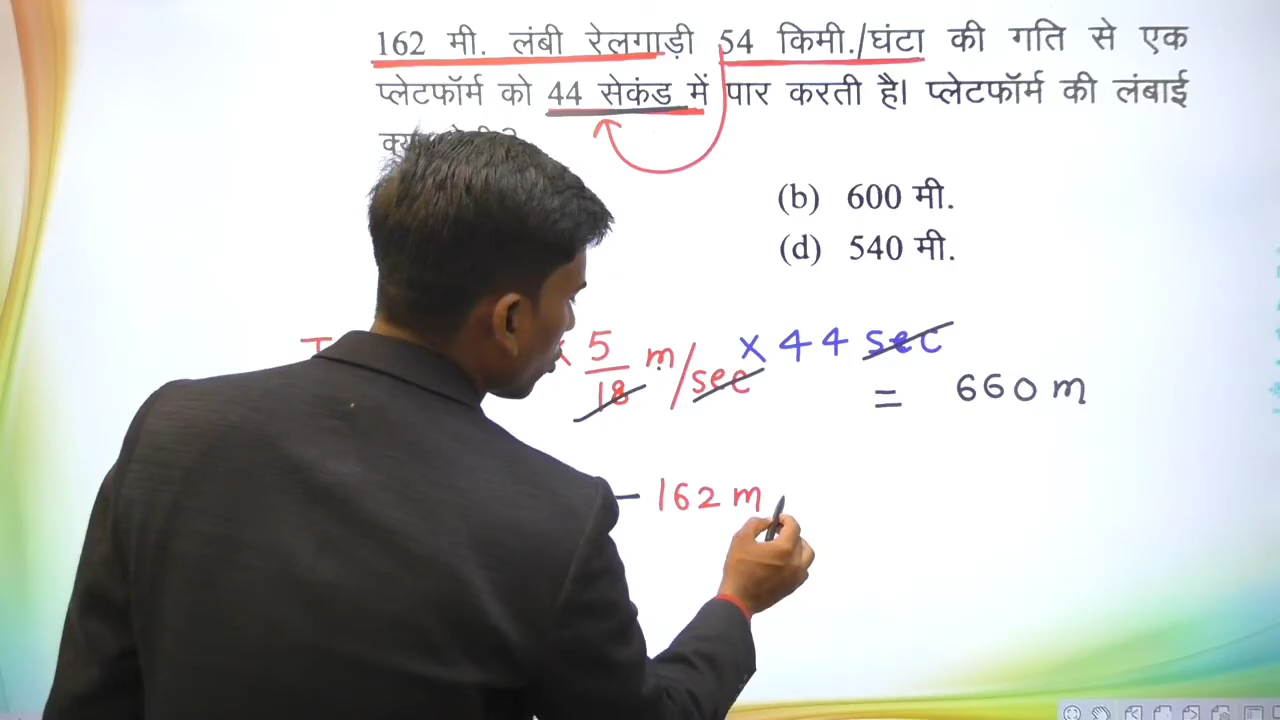 162 मी. लंबी रेलगाड़ी 54 किमी./घंटा की गति से एक
प्लेटफॉर्म को 44 सेकंड में पार करती है। प्लेटफॉर्म की लंबाई
(b) 600 मी.
(d) 540 मी.
T × 5/18 m/sec × 44 sec
= 660 m
– 162 m